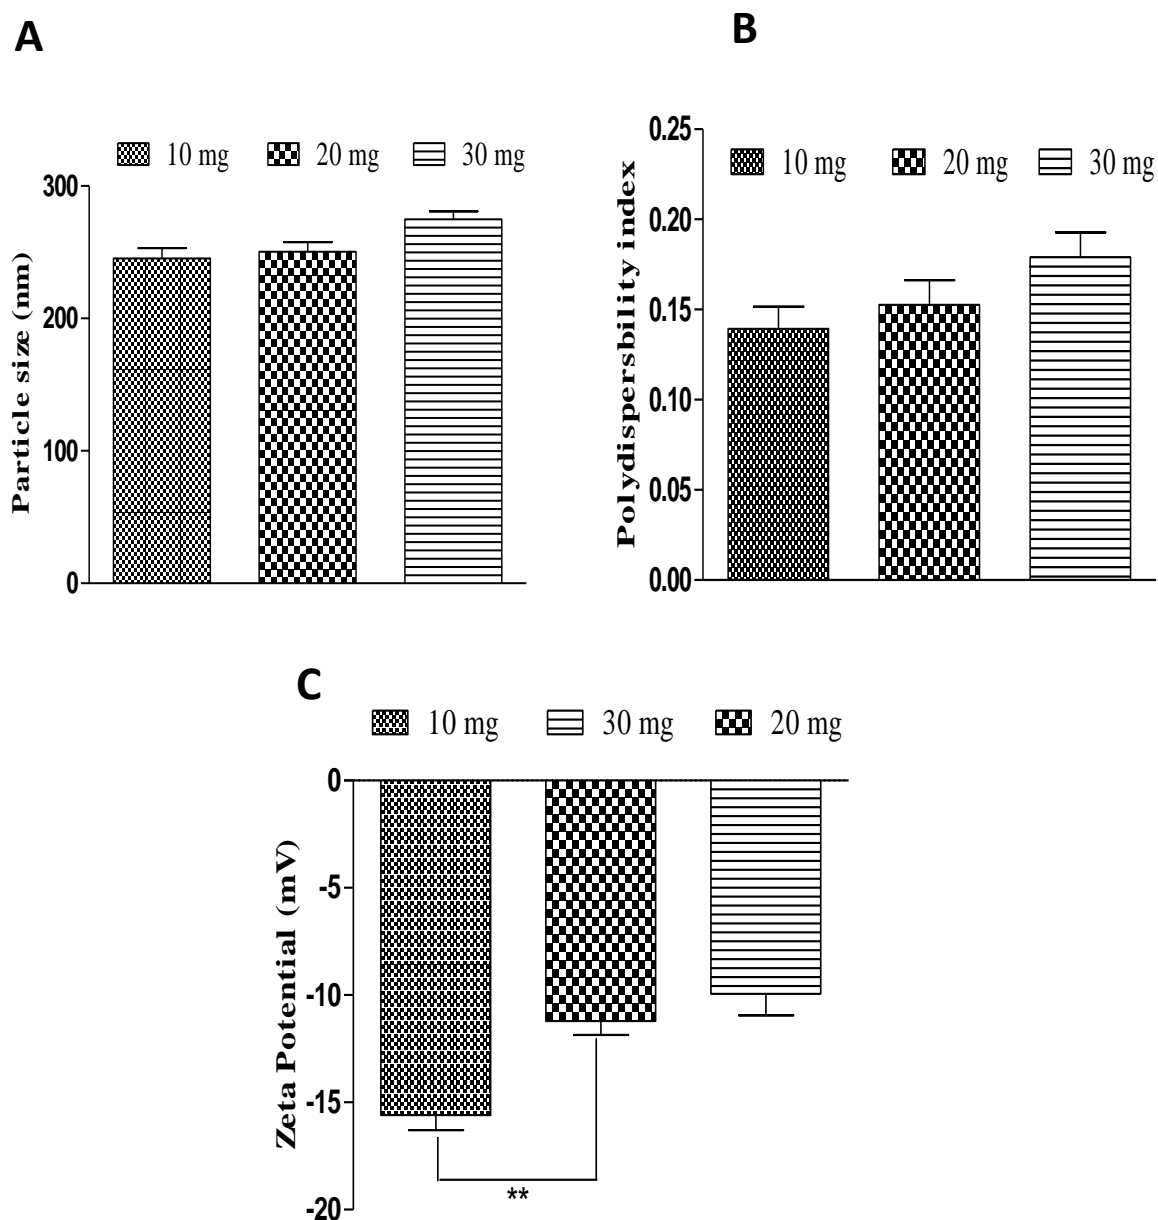 A
10 mg 20 mg 30 mg
Particle size (nm)
300
200
100
0
B
10 mg 20 mg 30 mg
Polydispersbility index
0.25
0.20
0.15
0.10
0.05
0.00
C
10 mg 30 mg 20 mg
Zeta Potential (mV)
0
-5
-10
-15
-20
**